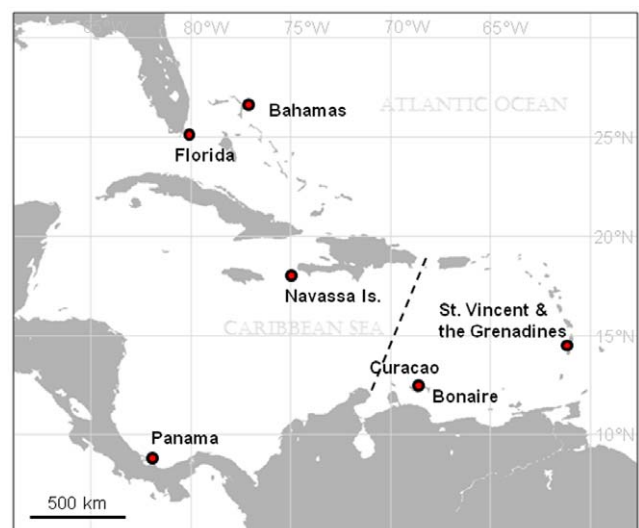 80°W 75°W 70°W 65°W
Bahamas
ATLANTIC OCEAN
Florida
25°N
20°N
Navassa Is.
St. Vincent &
the Grenadines
CARIBBEAN SEA
15°N
Curacao
Bonaire
Panama
10°N
500 km